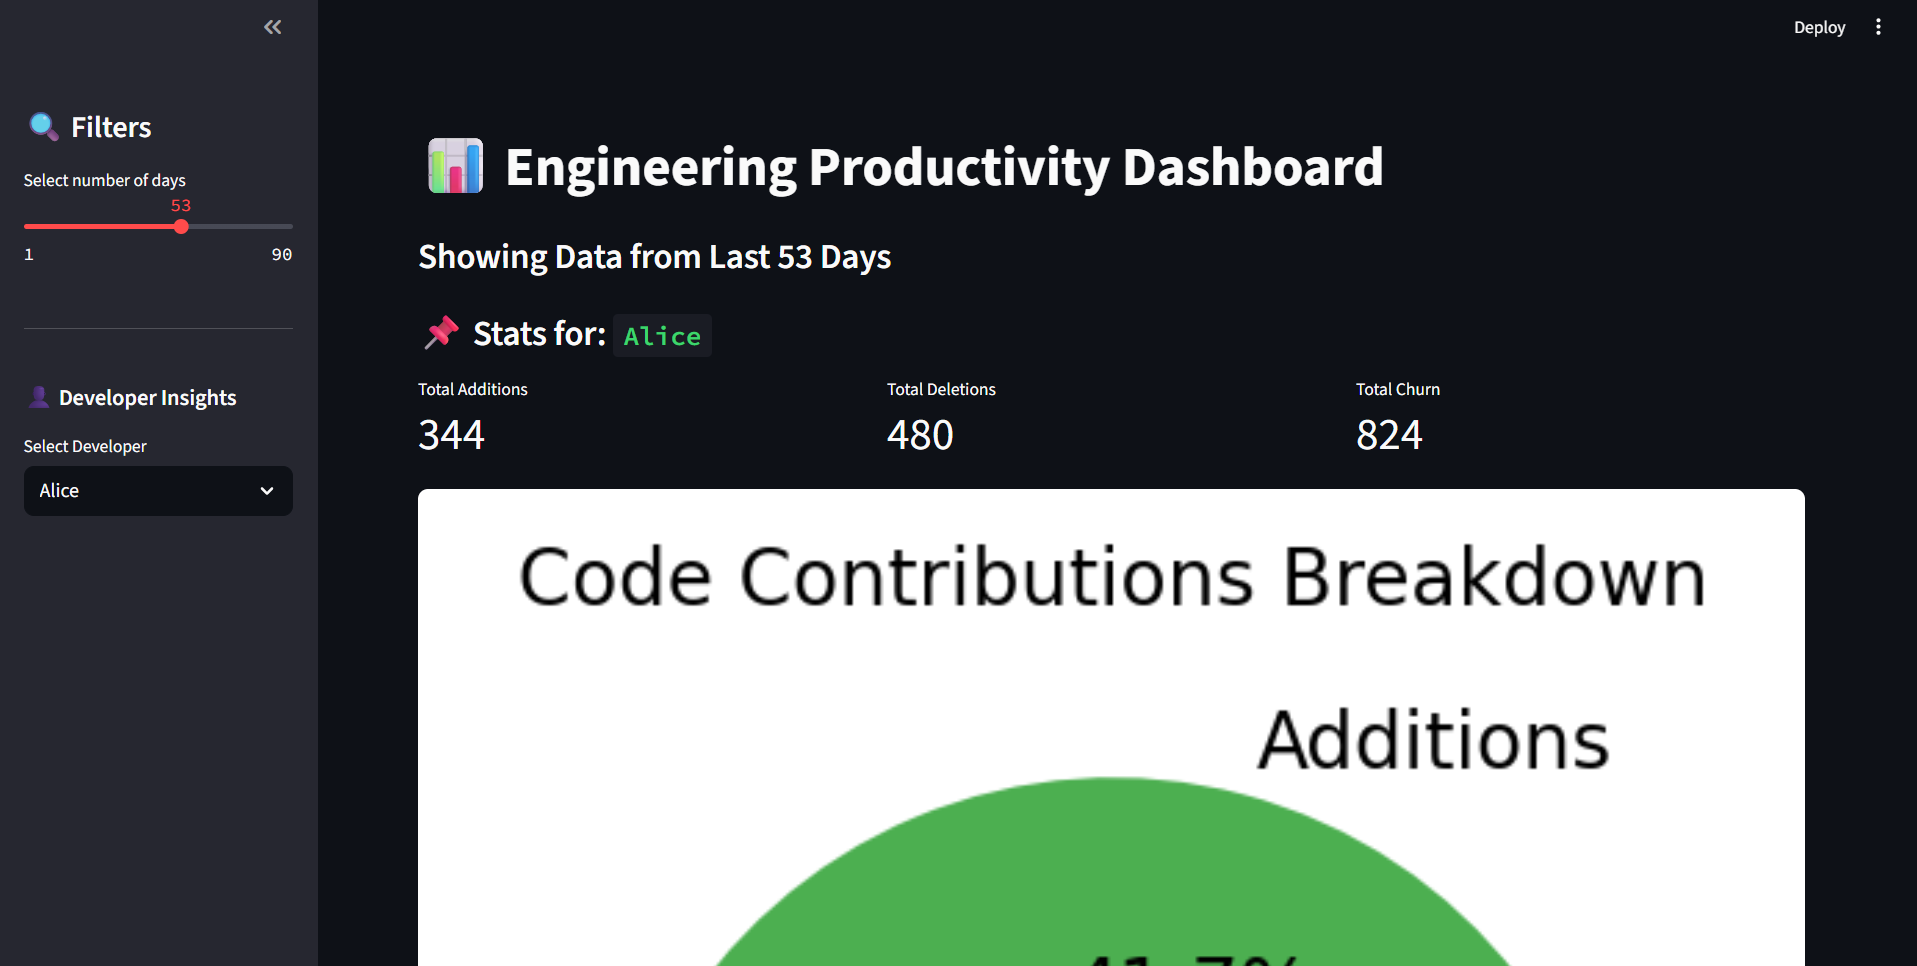 Deploy
Filters
Select number of days
53
1 90
Developer Insights
Select Developer
Alice
Engineering Productivity Dashboard
Showing Data from Last 53 Days
Stats for: Alice
Total Additions Total Deletions Total Churn
344 480 824
Code Contributions Breakdown
Additions
41.7%